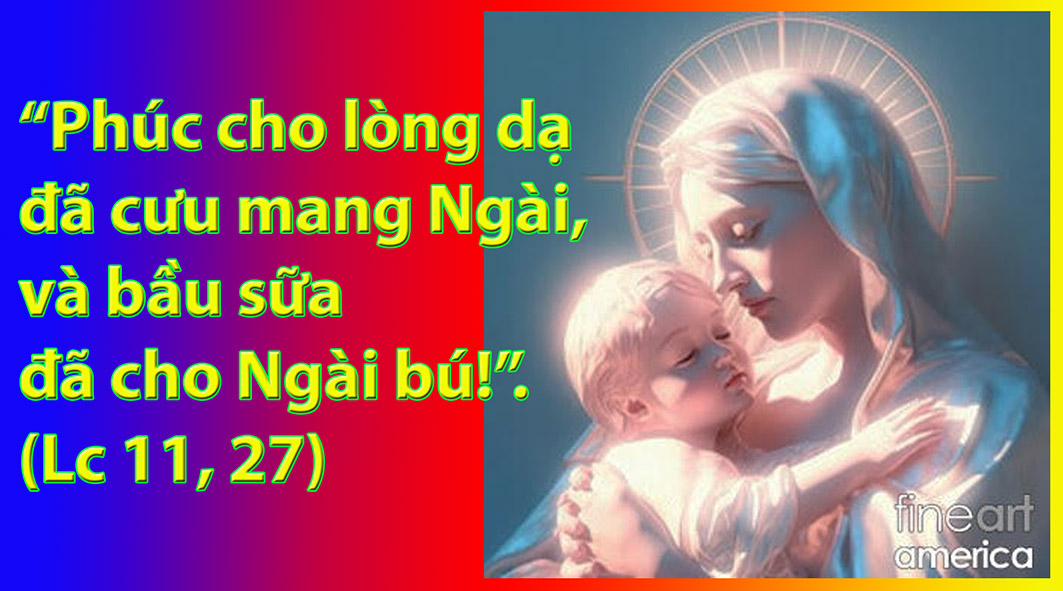 “Phúc cho lòng dạ
đã cưu mang Ngài,
và bầu sữa
đã cho Ngài bú!”.
(Lc 11, 27)
fineart
america